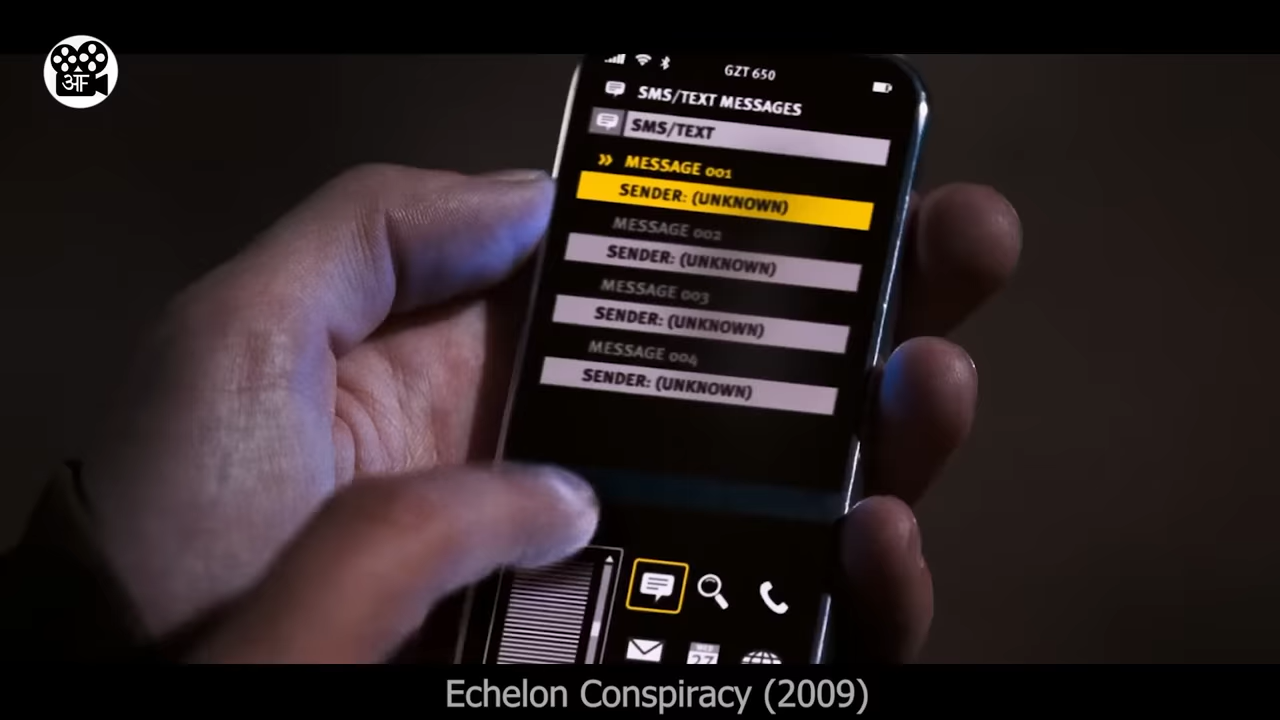 अF
GZT 650
SMS/TEXT MESSAGES
SMS/TEXT
» MESSAGE 001
SENDER: (UNKNOWN)
MESSAGE 002
SENDER: (UNKNOWN)
MESSAGE 003
SENDER: (UNKNOWN)
MESSAGE 004
SENDER: (UNKNOWN)
27
Echelon Conspiracy (2009)